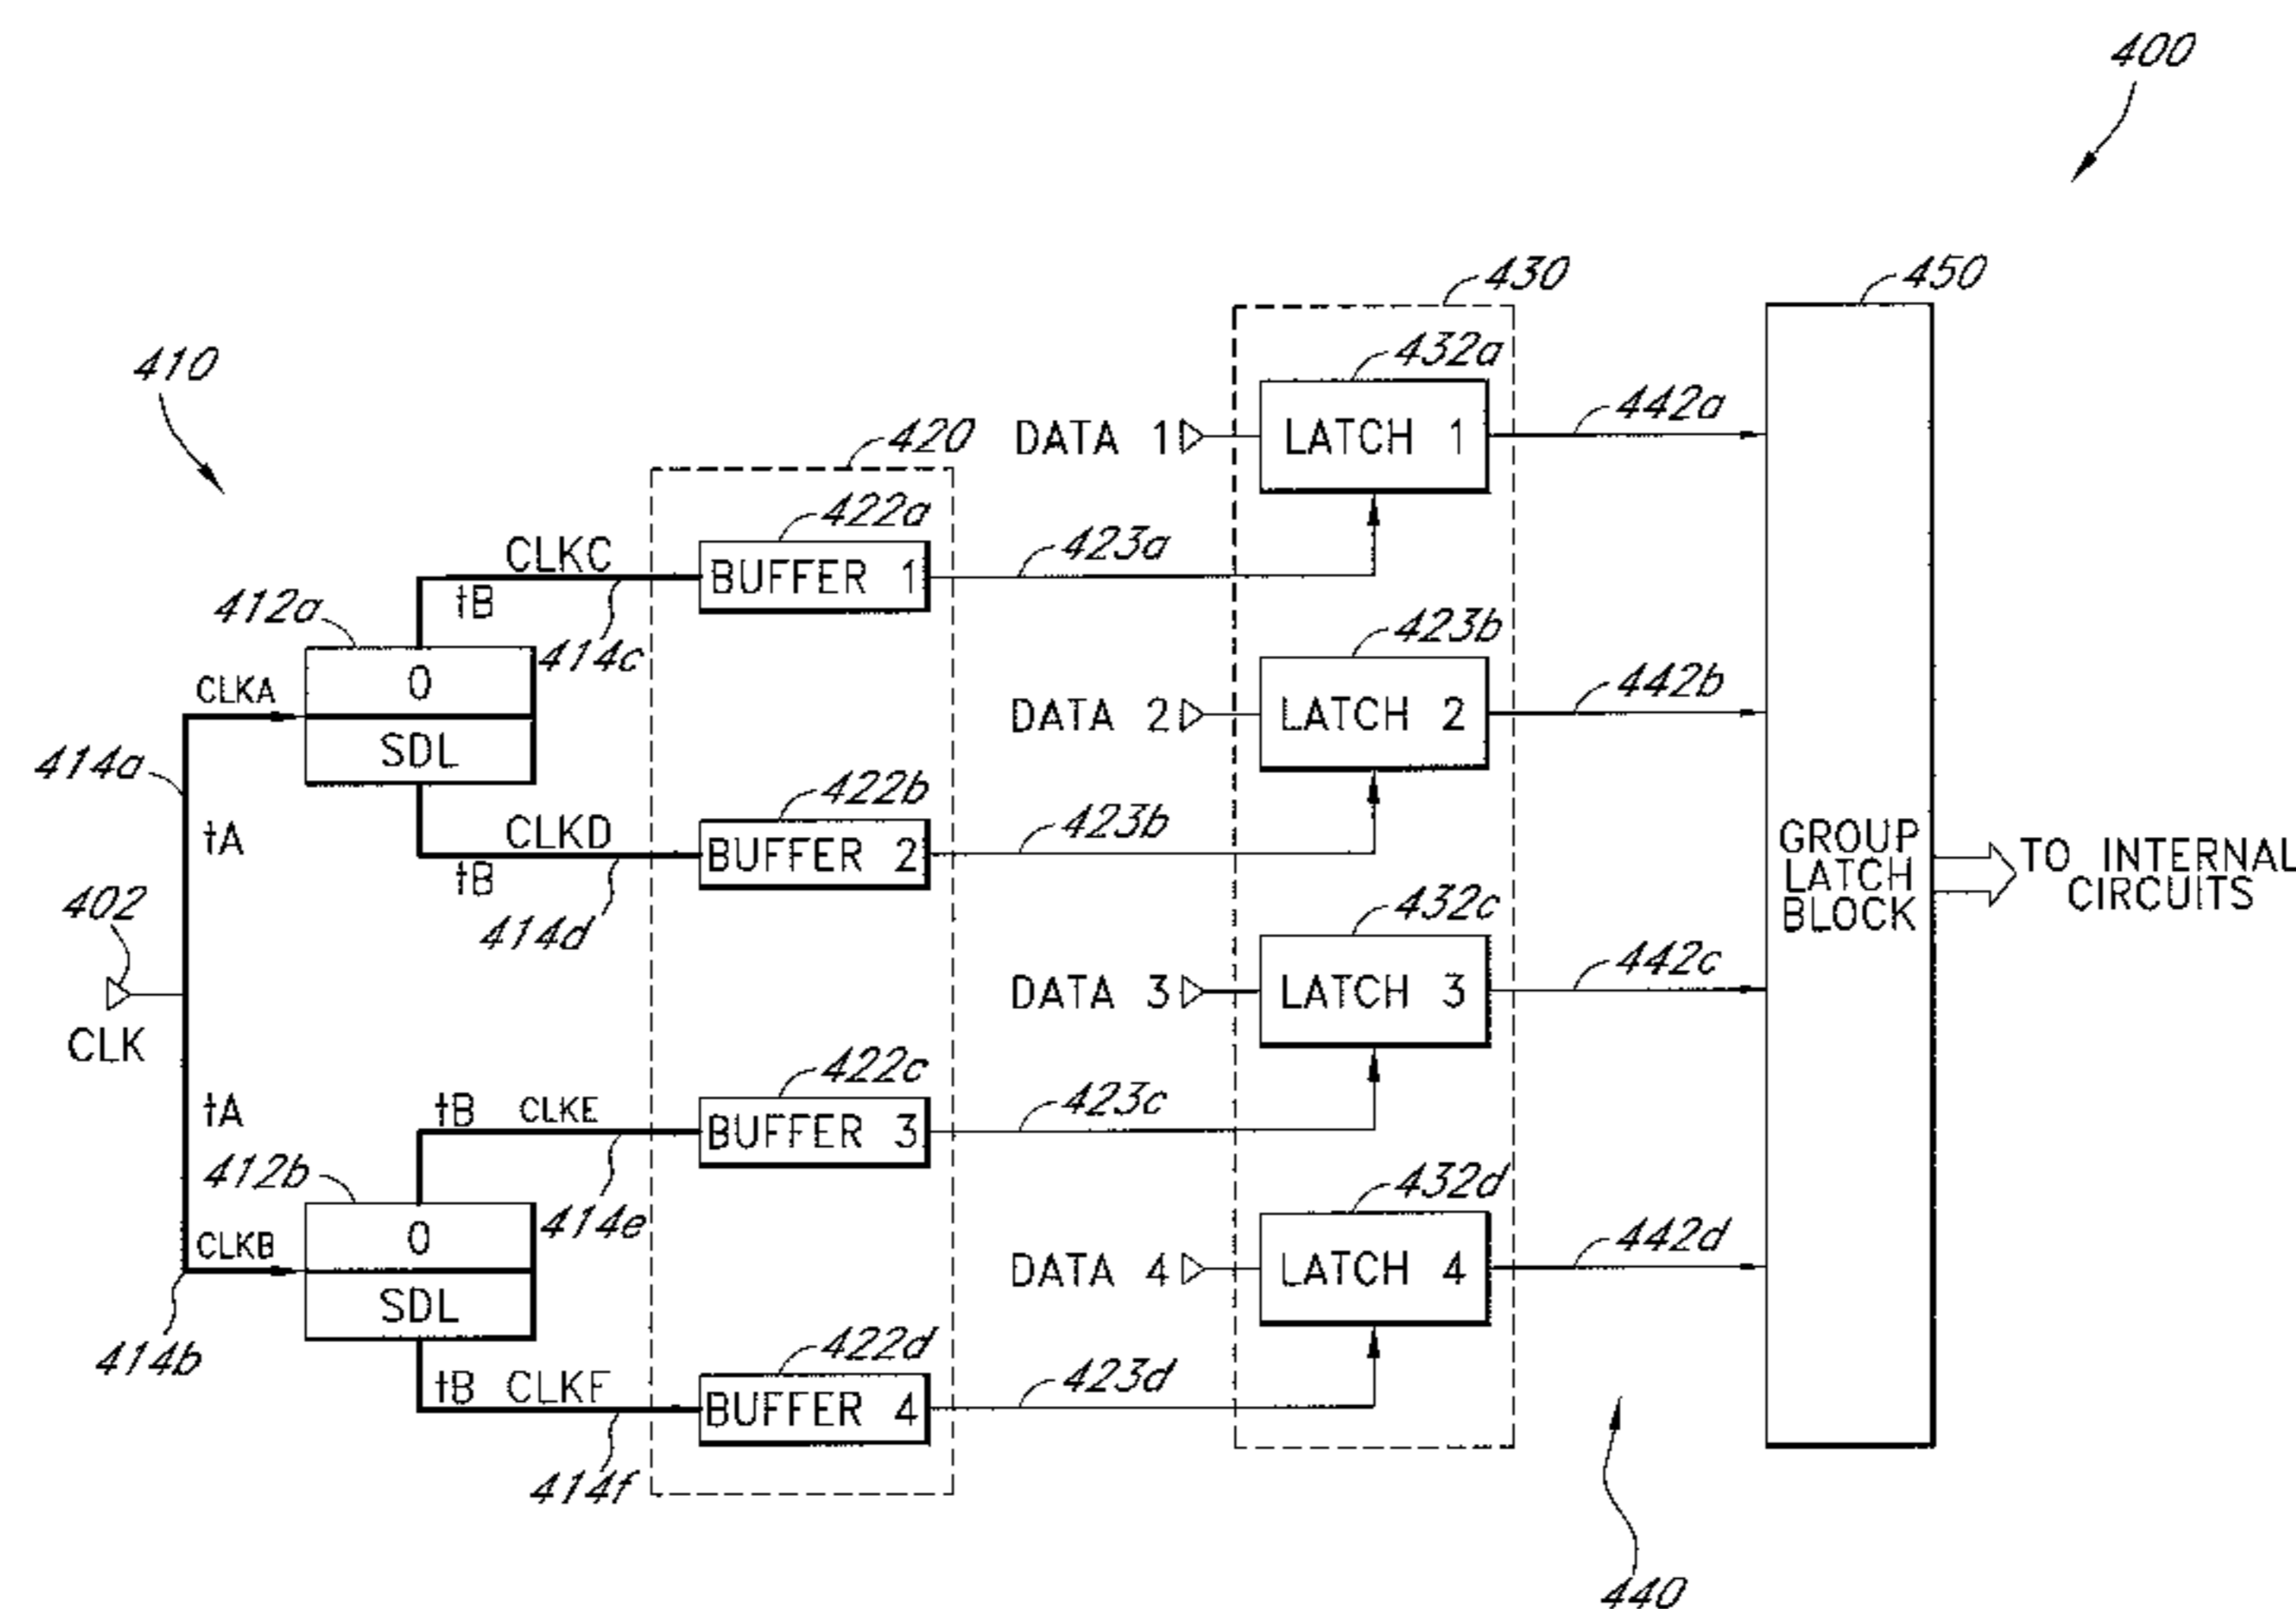 400
430
450
410
432a
442a
420
DATA 1
LATCH 1
422a
CLKC
423a
BUFFER 1
tB
412a
414c
423b
442b
CLKA
0
DATA 2
LATCH 2
SDL
414a
422b
tA
CLKD
423b
BUFFER 2
tB
GROUP
LATCH
BLOCK
TO INTERNAL
CIRCUITS
402
414d
432c
442c
DATA 3
LATCH 3
CLK
422c
tA
tB
CLKE
423c
BUFFER 3
412b
432d
414e
442d
CLKB
0
DATA 4
LATCH 4
SDL
414b
422d
tB
CLKF
423d
BUFFER 4
414f
440